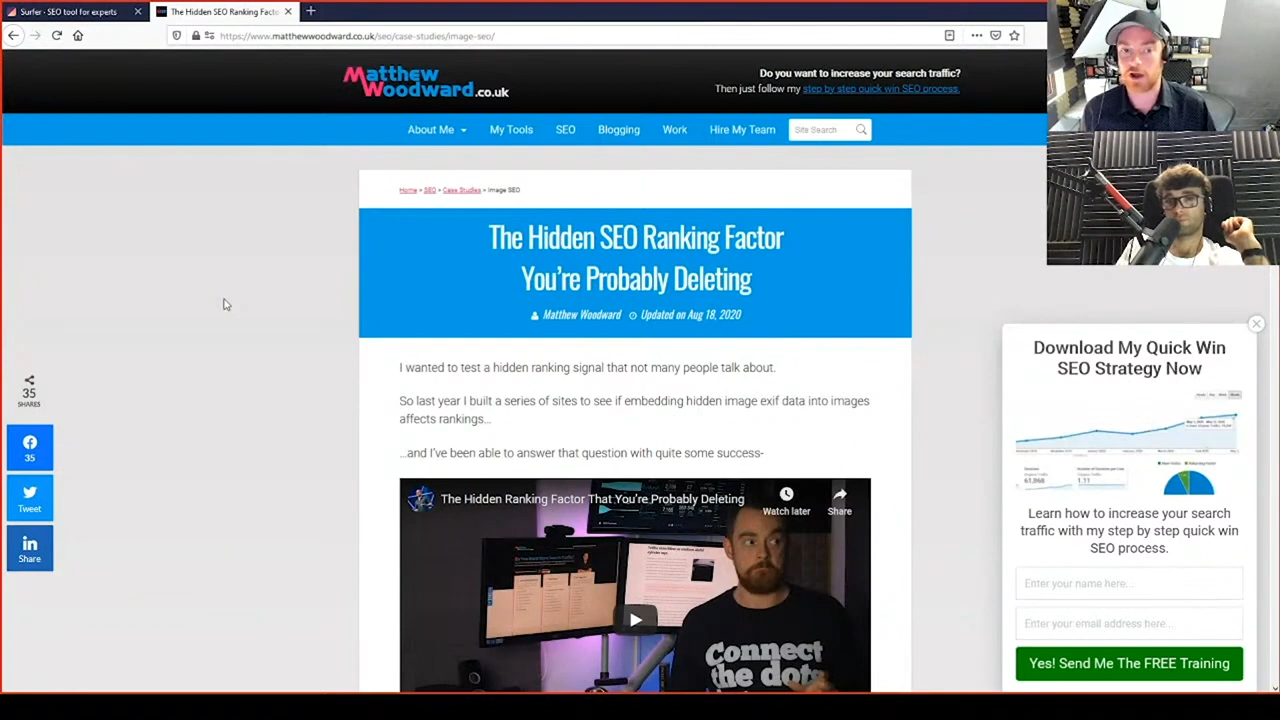 Surfer - SEO tool for experts
The Hidden SEO Ranking Facto
https://www.matthewwoodward.co.uk/seo/case-studies/image-seo/
Matthew
Woodward.co.uk
Do you want to increase your search traffic?
Then just follow my step by step quick win SEO process.
About Me
My Tools
SEO
Blogging
Work
Hire My Team
Site Search
Home » SEO » Case Studies » Image SEO
The Hidden SEO Ranking Factor
You're Probably Deleting
Matthew Woodward
Updated on Aug 18, 2020
I wanted to test a hidden ranking signal that not many people talk about.
So last year I built a series of sites to see if embedding hidden image exif data into images
affects rankings...
...and I've been able to answer that question with quite some success-
The Hidden Ranking Factor That You're Probably Deleting
Watch later
Share
Connect
the dots
35
SHARES
35
Tweet
in
Share
Download My Quick Win
SEO Strategy Now
61,868
1.11
Learn how to increase your search
traffic with my step by step quick win
SEO process.
Enter your name here...
Enter your email address here...
Yes! Send Me The FREE Training